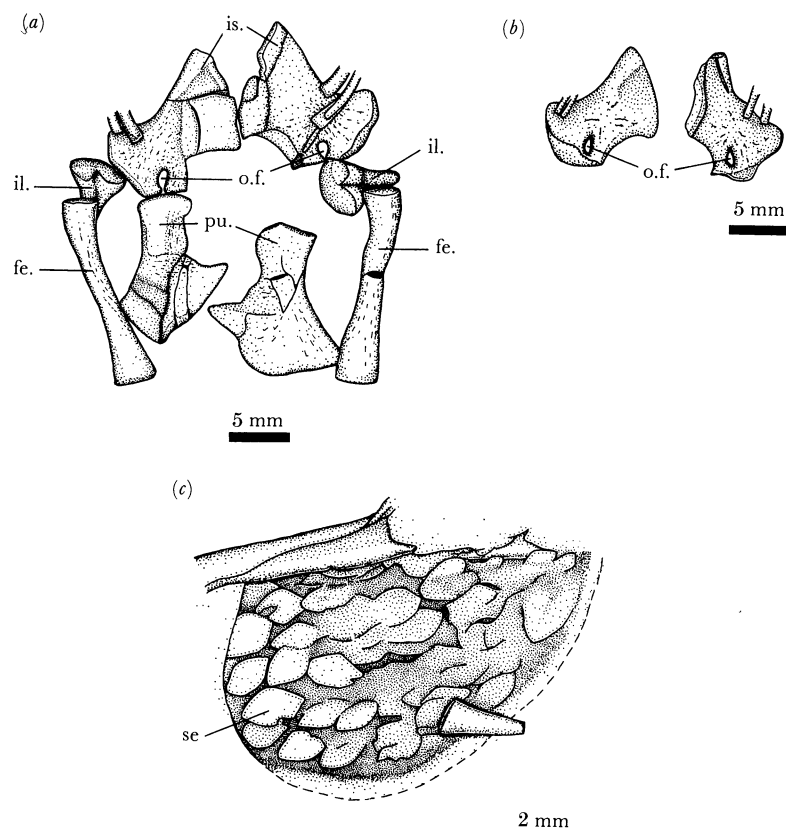 (a)
is.
(b)
il.
o.f.
il.
o.f.
pu.
fe.
fe.
5 mm
5 mm
(c)
se
2 mm